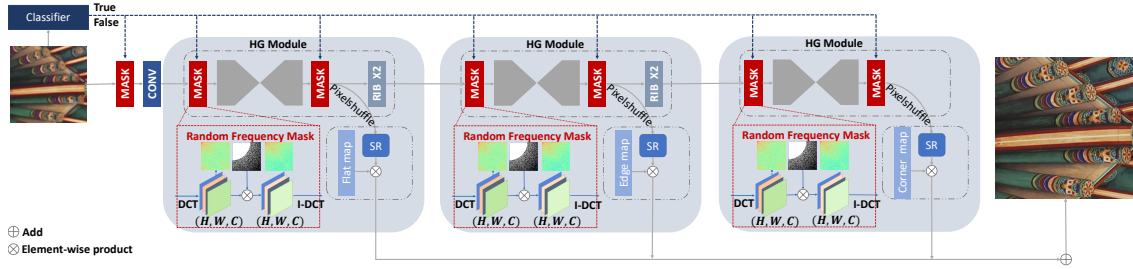 Classifier
True
False
MASK
CONV
HG Module
MASK
MASK
RIB X2
Pixelshuffle
Random Frequency Mask
DCT
I-DCT
(H, W, C)
(H, W, C)
Flat map
SR
HG Module
MASK
MASK
RIB X2
Pixelshuffle
Random Frequency Mask
DCT
I-DCT
(H, W, C)
(H, W, C)
Edge map
SR
HG Module
MASK
MASK
Pixelshuffle
Random Frequency Mask
DCT
I-DCT
(H, W, C)
(H, W, C)
Corner map
SR
Add
Element-wise product